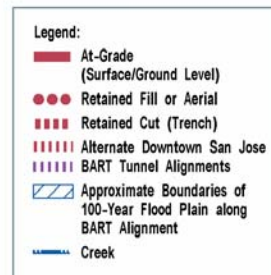 Legend:
At-Grade
(Surface/Ground Level)
Retained Fill or Aerial
Retained Cut (Trench)
Alternate Downtown San Jose
BART Tunnel Alignments
Approximate Boundaries of
100-Year Flood Plain along
BART Alignment
Creek